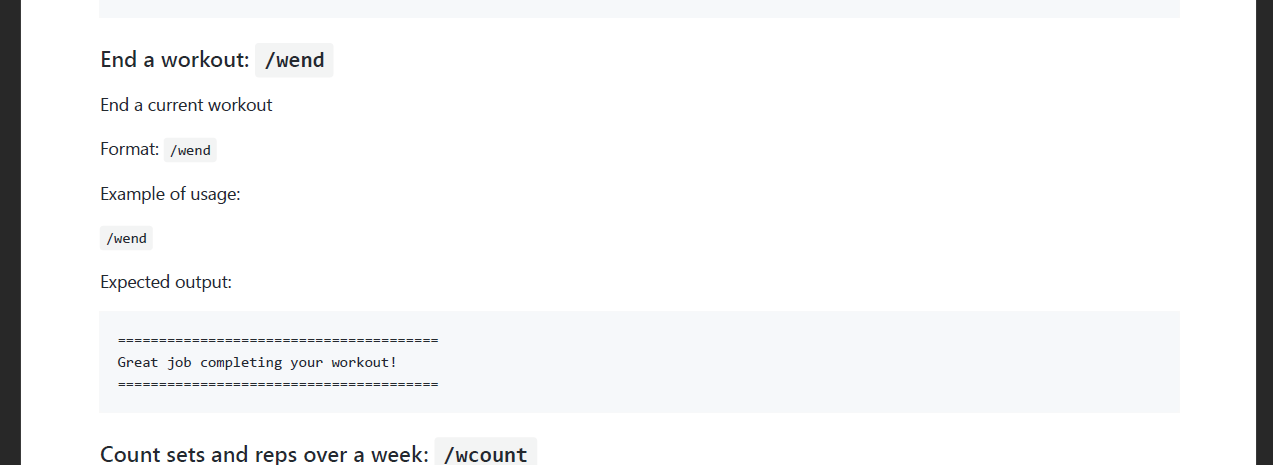 End a workout: /wend
End a current workout
Format: /wend
Example of usage:
/wend
Expected output:
=======================================
Great job completing your workout!
=======================================
Count sets and reps over a week: /wcount